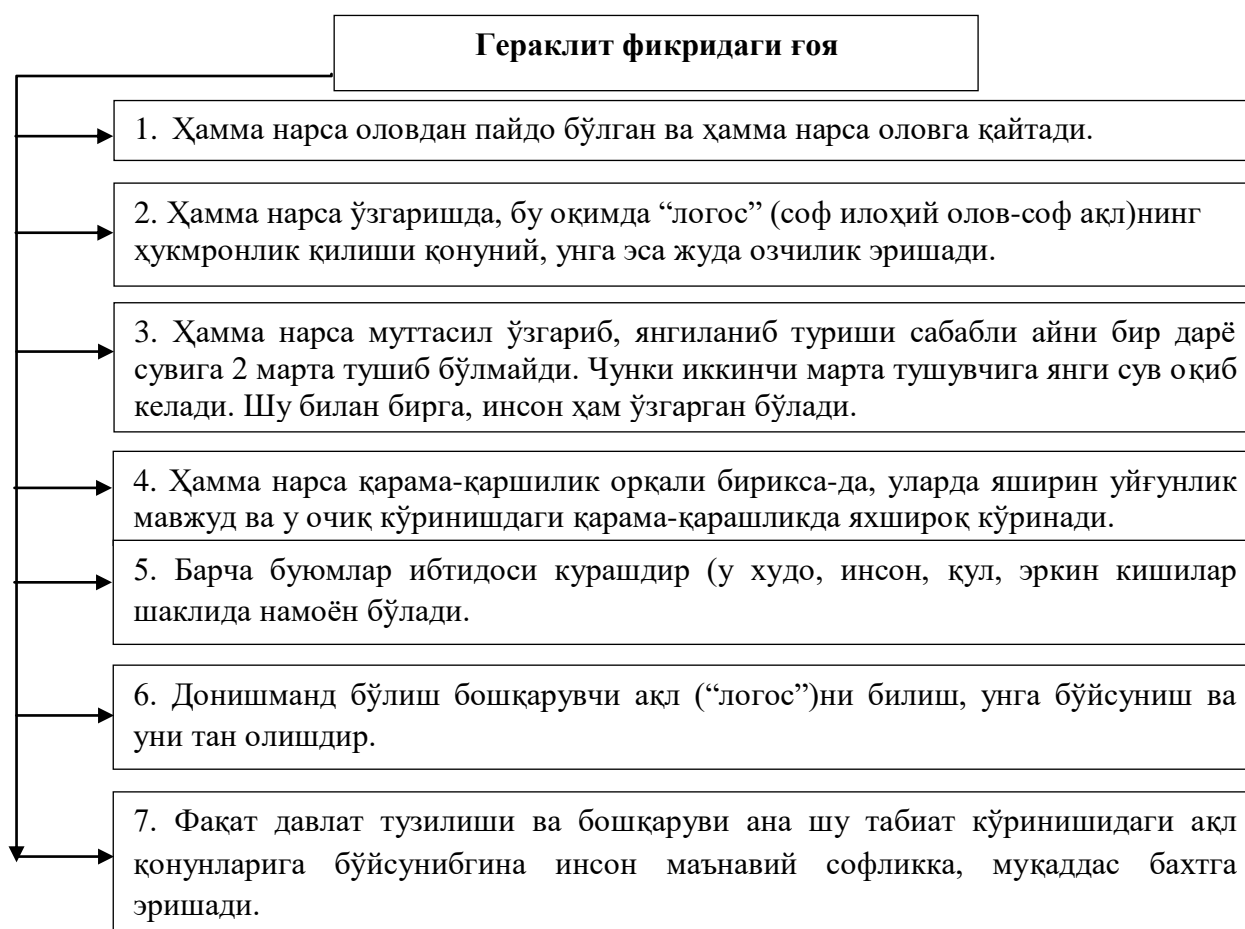 Гераклит фикридаги ғоя
1. Ҳамма нарса оловдан пайдо бўлган ва ҳамма нарса оловга қайтади.
2. Ҳамма нарса ўзгаришда, бу оқимда “логос” (соф илоҳий олов-соф ақл)нинг
ҳукмронлик қилиши қонуний, унга эса жуда озчилик эришади.
3. Ҳамма нарса муттасил ўзгариб, янгиланиб туриши сабабли айни бир дарё
сувига 2 марта тушиб бўлмайди. Чунки иккинчи марта тушувчига янги сув оқиб
келади. Шу билан бирга, инсон ҳам ўзгарган бўлади.
4. Ҳамма нарса қарама-қаршилик орқали бирикса-да, уларда яширин уйғунлик
мавжуд ва у очиқ кўринишдаги қарама-қарашликда яхшироқ кўринади.
5. Барча буюмлар ибтидоси курашдир (у худо, инсон, қул, эркин кишилар
шаклида намоён бўлади.
6. Донишманд бўлиш бошқарувчи ақл (“логос”)ни билиш, унга бўйсуниш ва
уни тан олишдир.
7. Фақат давлат тузилиши ва бошқаруви ана шу табиат кўринишидаги ақл
қонунларига бўйсунибгина инсон маънавий софликка, муқаддас бахтга
эришади.